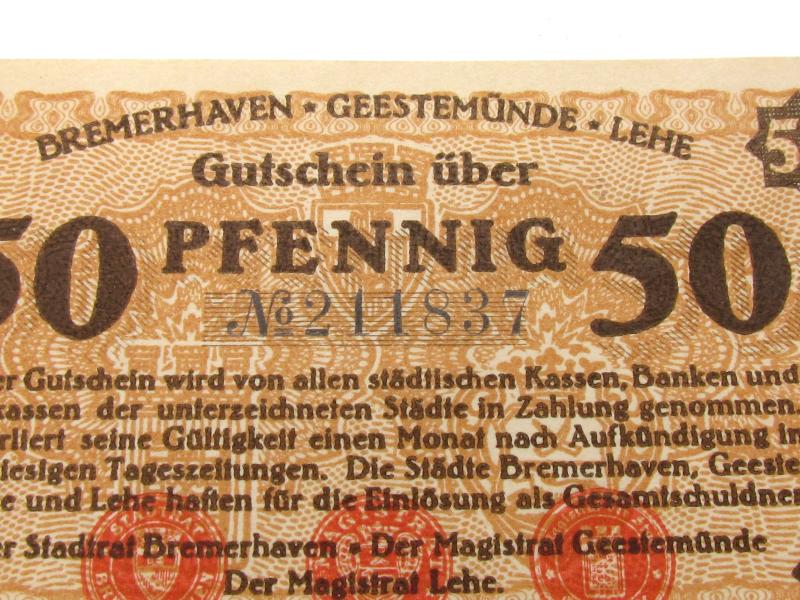 BREMERHAVEN ★ GEESTEMÜNDE ★ LEHE
Gutschein über
50 PFENNIG 50
No 211837
er Gutschein wird von allen städtischen Kassen, Banken und
kassen der unterzeichneten Städte in Zahlung genommen.
rliert seine Gültigkeit einen Monat nach Aufkündigung in
iesigen Tageszeitungen. Die Städte Bremerhaven, Geeste
e und Lehe haften für die Einlösung als Gesamtschuldner
er Stadtrat Bremerhaven · Der Magistrat Geestemünde
Der Magistrat Lehe.